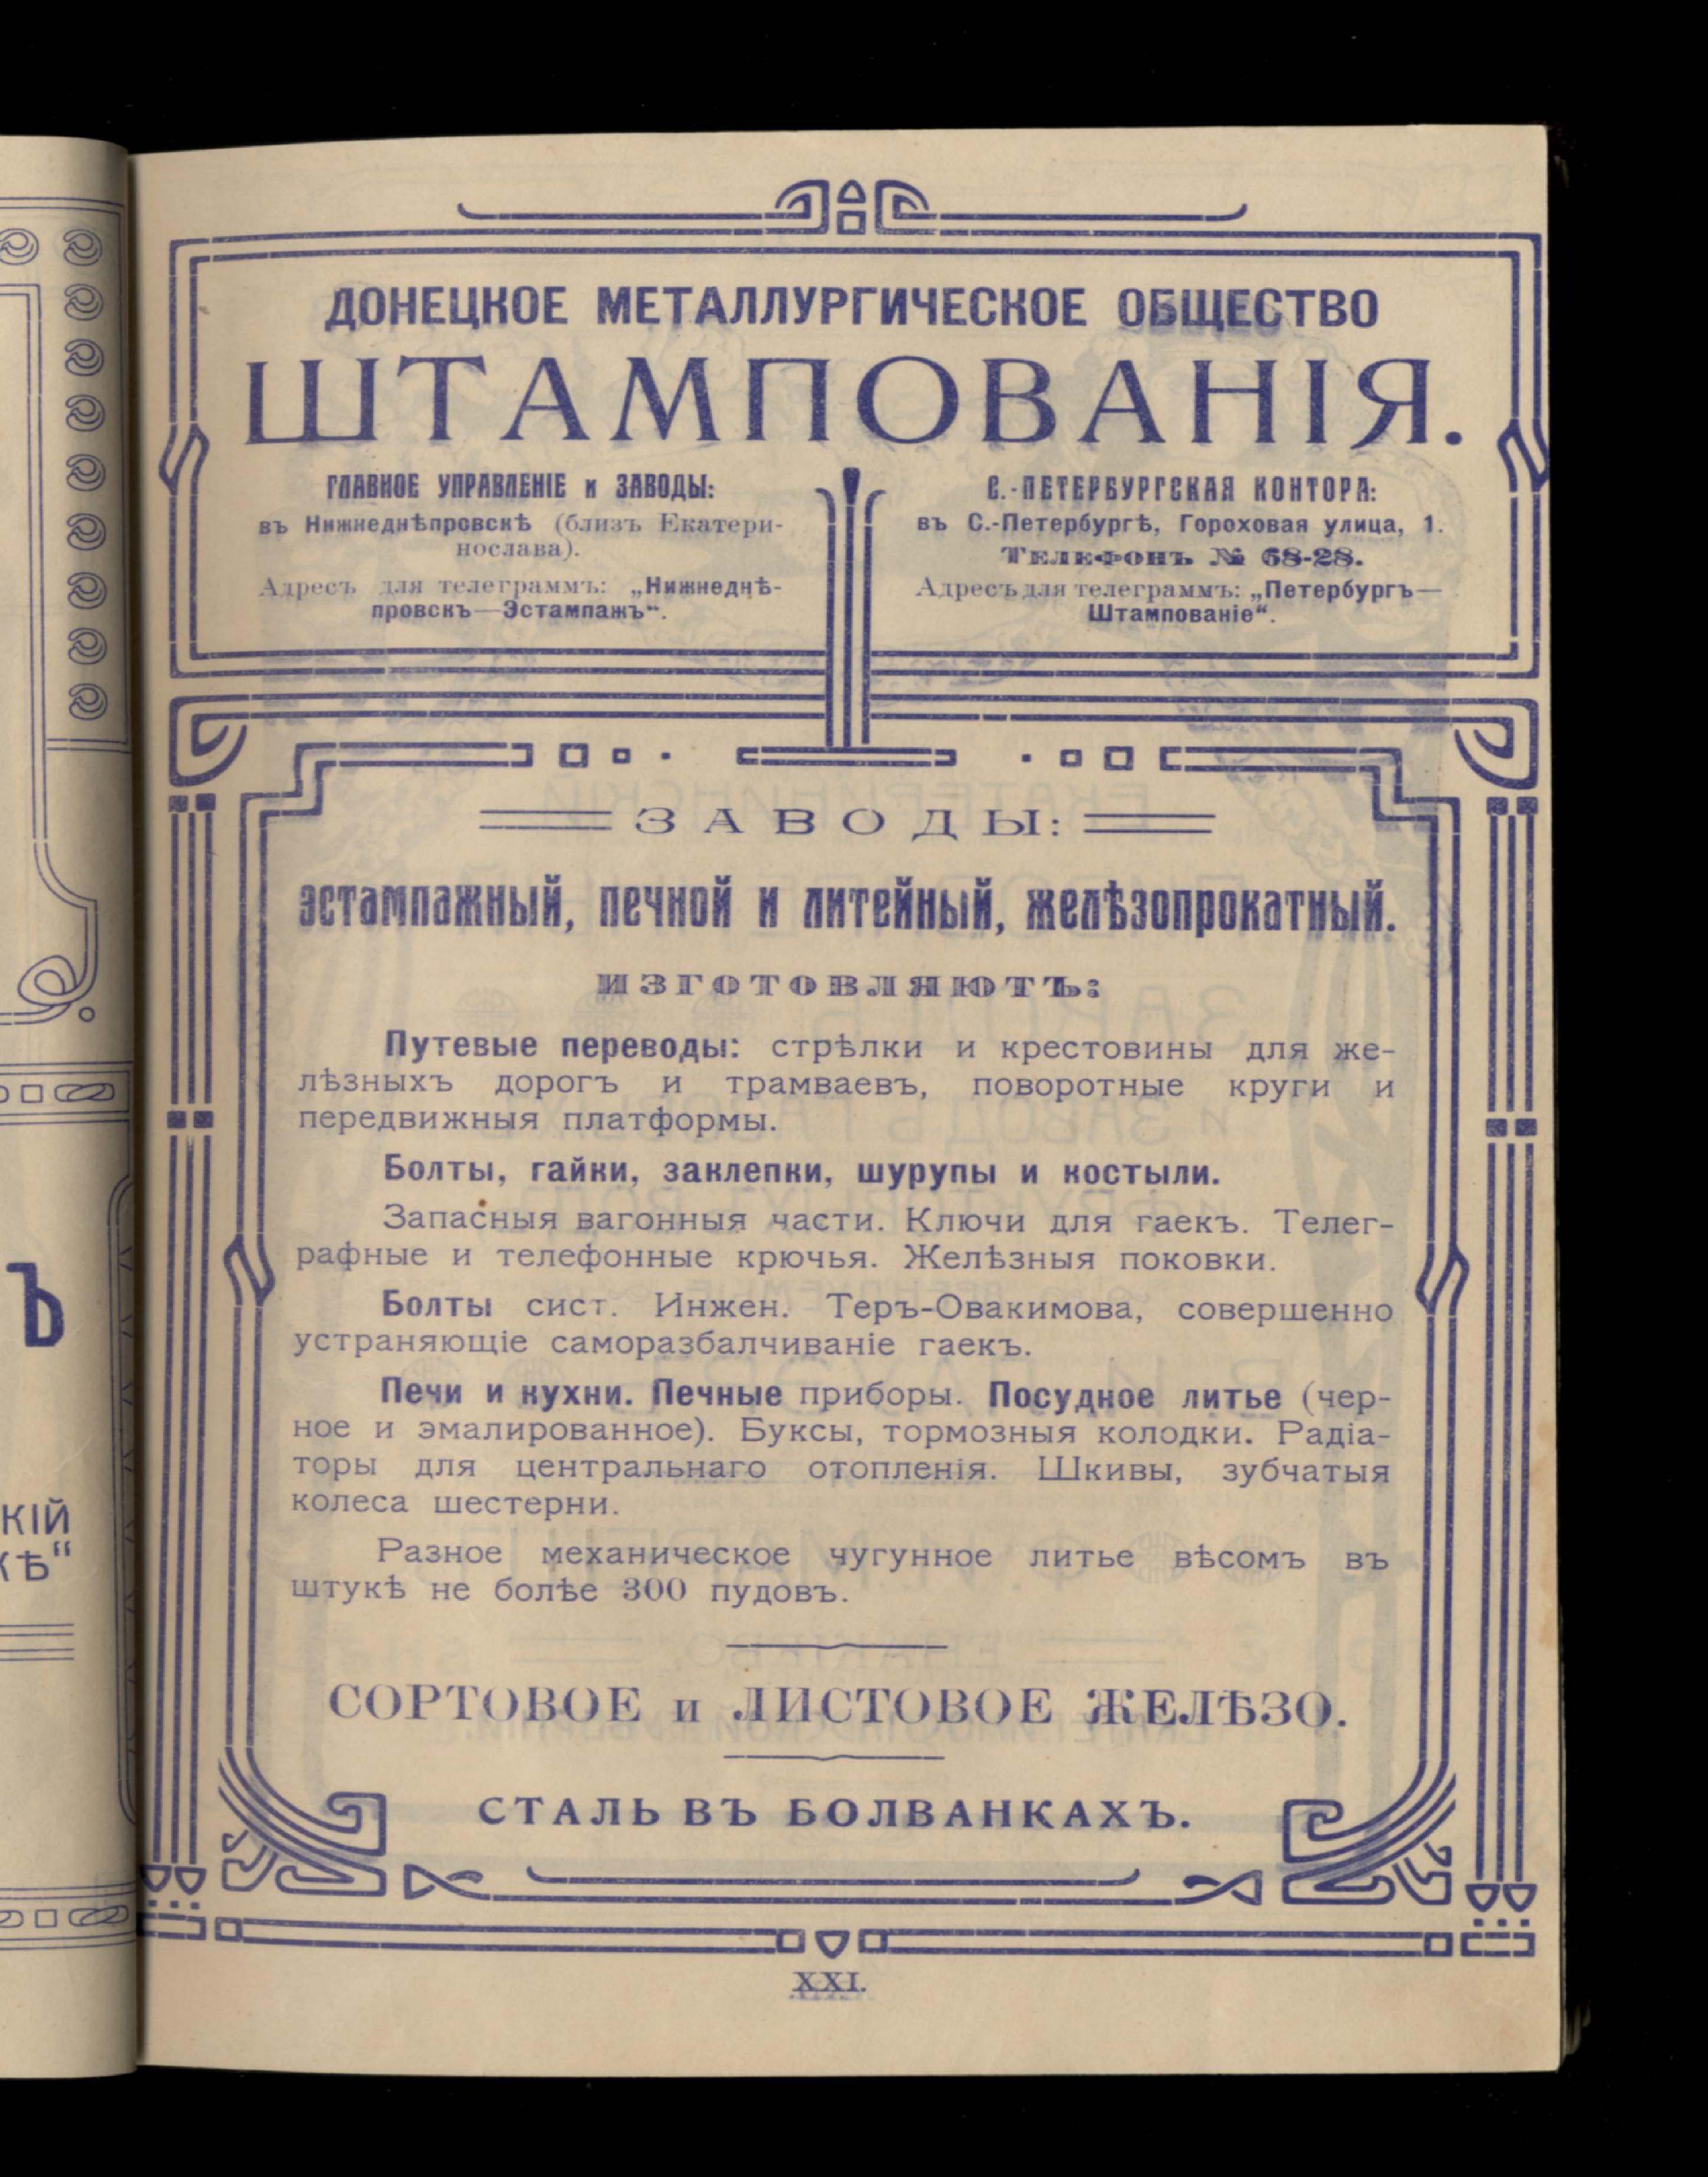 ДОНЕЦКОЕ МЕТАЛЛУРГИЧЕСКОЕ ОБЩЕСТВО
ШТАМПОВАНІЯ.
ГЛАВНОЕ УПРАВЛЕНІЕ и ЗАВОДЫ:
въ Нижнеднѣпровскѣ (близъ Екатери-
нослава).
Адресъ для телеграммъ: „Нижнеднѣ-
провскъ—Эстампажъ“.
С.-ПЕТЕРБУРГСКАЯ КОНТОРА:
въ С.-Петербургѣ, Гороховая улица, 1.
Телефонъ № 68-28.
Адресъ для телеграммъ: „Петербургъ—
Штампованіе“.
ЗАВОДЫ:
эстампажный, печной и литейный, желѣзопрокатный.
ИЗГОТОВЛЯЮТЪ:
Путевые переводы: стрѣлки и крестовины для же-
лѣзныхъ дорогъ и трамваевъ, поворотные круги и
передвижныя платформы.
Болты, гайки, заклепки, шурупы и костыли.
Запасныя вагонныя части. Ключи для гаекъ. Телег-
рафные и телефонные крючья. Желѣзныя поковки.
Болты сист. Инжен. Теръ-Овакимова, совершенно
устраняющіе саморазбалчиваніе гаекъ.
Печи и кухни. Печные приборы. Посудное литье (чер-
ное и эмалированное). Буксы, тормозныя колодки. Радіа-
торы для центральнаго отопленія. Шкивы, зубчатыя
колеса шестерни.
Разное механическое чугунное литье вѣсомъ въ
штукѣ не болѣе 300 пудовъ.
СОРТОВОЕ и ЛИСТОВОЕ ЖЕЛѢЗО.
СТАЛЬ ВЪ БОЛВАНКАХЪ.
XXI.
Ъ
КІЙ
КѢ“